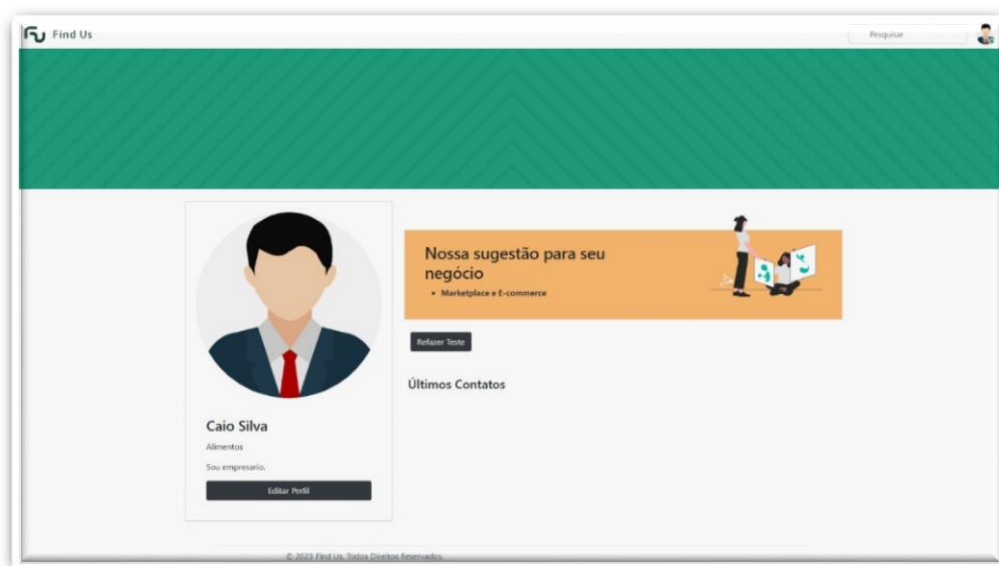 Find Us
Pesquisar
Nossa sugestão para seu
negócio
• Marketplace e E-commerce
Refazer Teste
Últimos Contatos
Caio Silva
Alimentos
Sou empresario.
Editar Perfil
© 2023 Find Us. Todos Direitos Reservados.